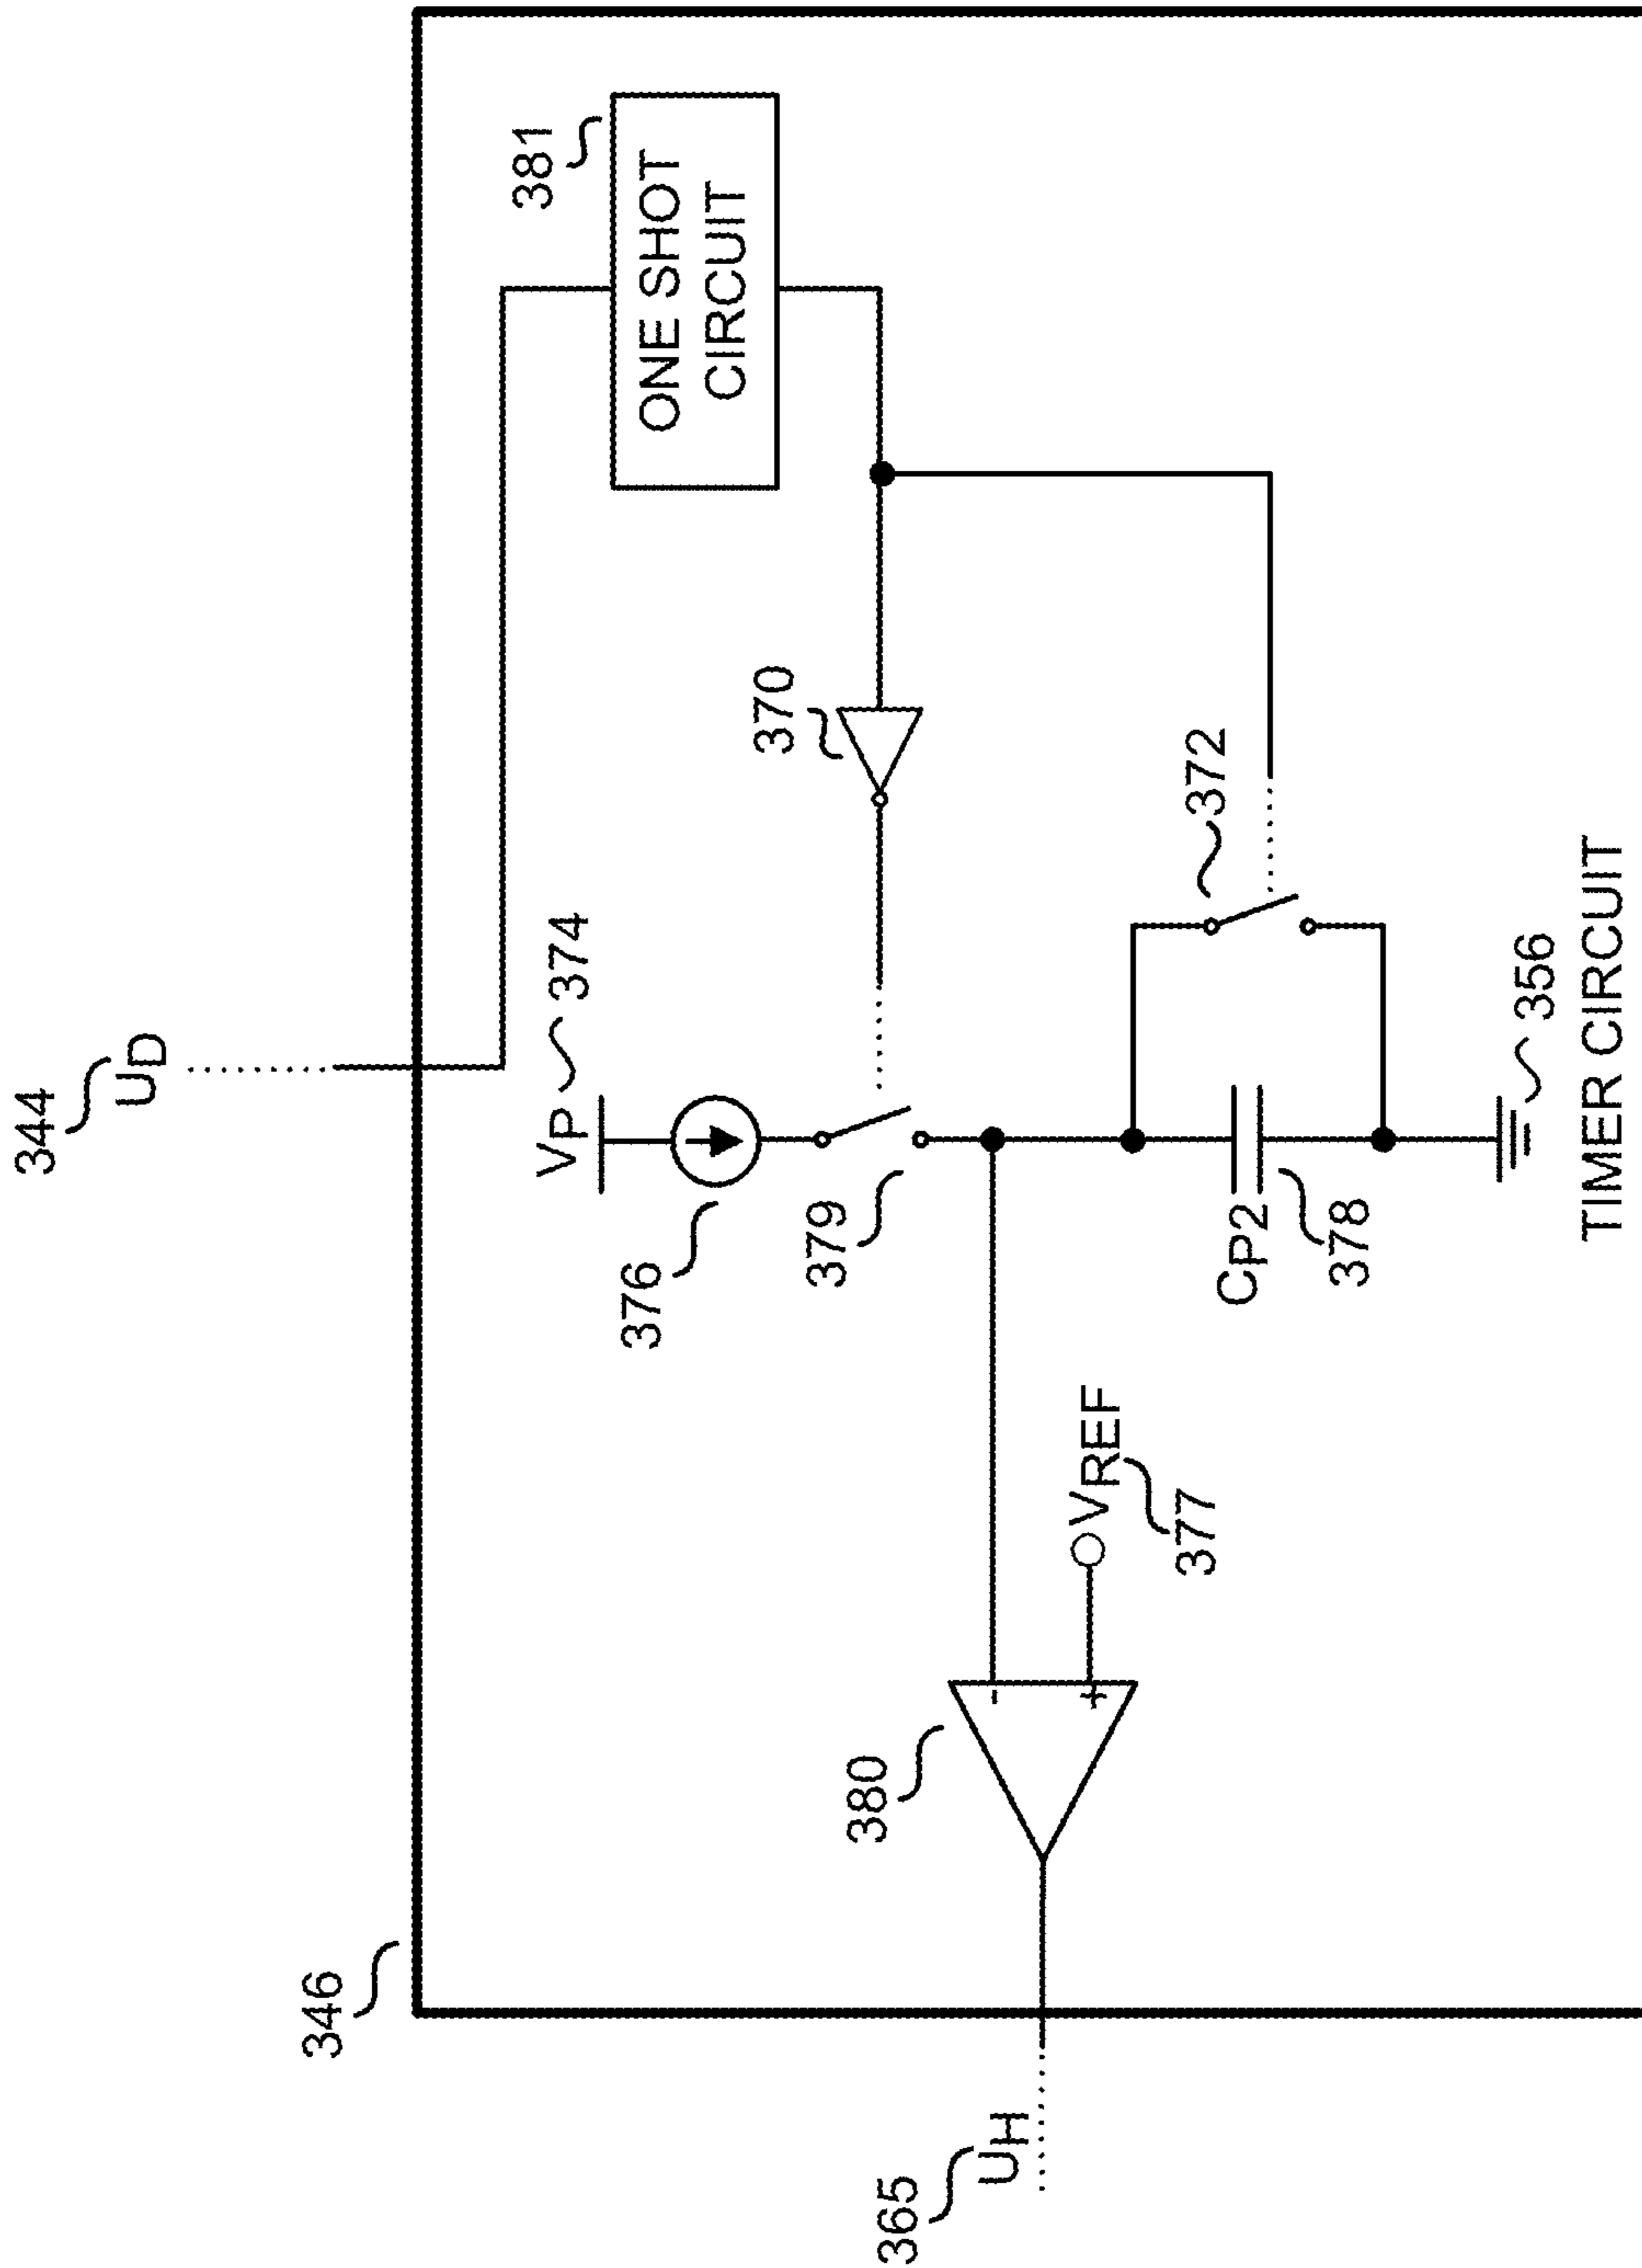 344
UD
346
381
ONE SHOT
CIRCUIT
VP
374
376
370
379
380
VREF
377
372
CP2
378
356
365
UH
-
+
TIMER CIRCUIT